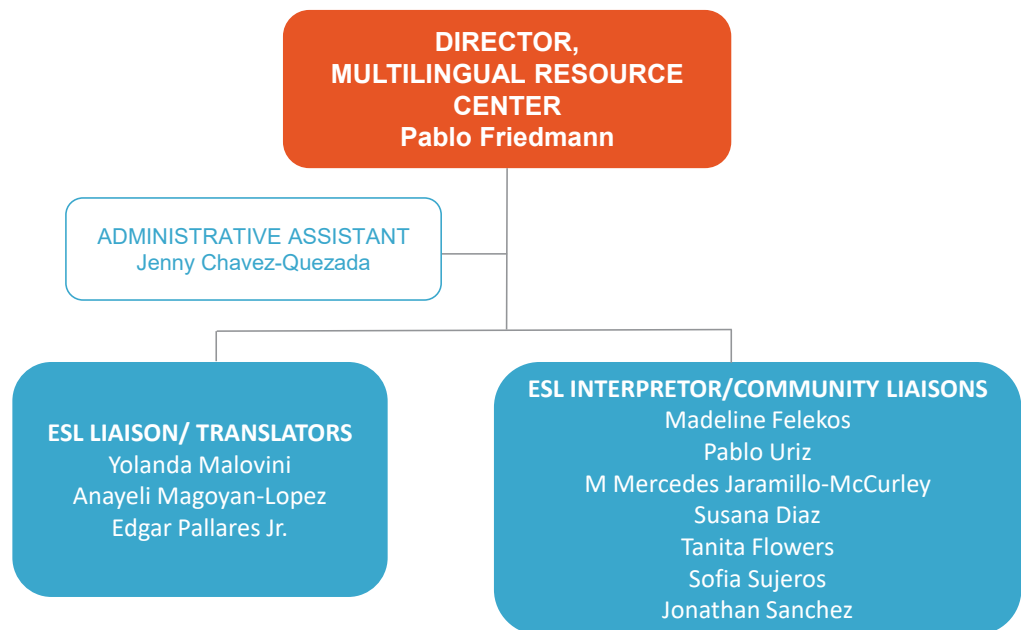 DIRECTOR,
MULTILINGUAL RESOURCE
CENTER
Pablo Friedmann
ADMINISTRATIVE ASSISTANT
Jenny Chavez-Quezada
ESL LIAISON/ TRANSLATORS
Yolanda Malovini
Anayeli Magoyan-Lopez
Edgar Pallares Jr.
ESL INTERPRETOR/COMMUNITY LIAISONS
Madeline Felekos
Pablo Uriz
M Mercedes Jaramillo-McCurley
Susana Diaz
Tanita Flowers
Sofia Sujeros
Jonathan Sanchez